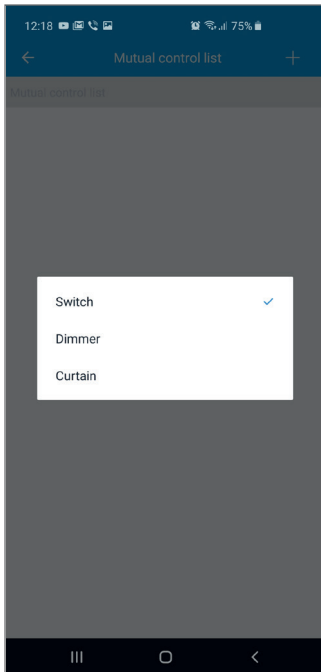 12:18 75%
Mutual control list
Mutual control list
Switch
Dimmer
Curtain